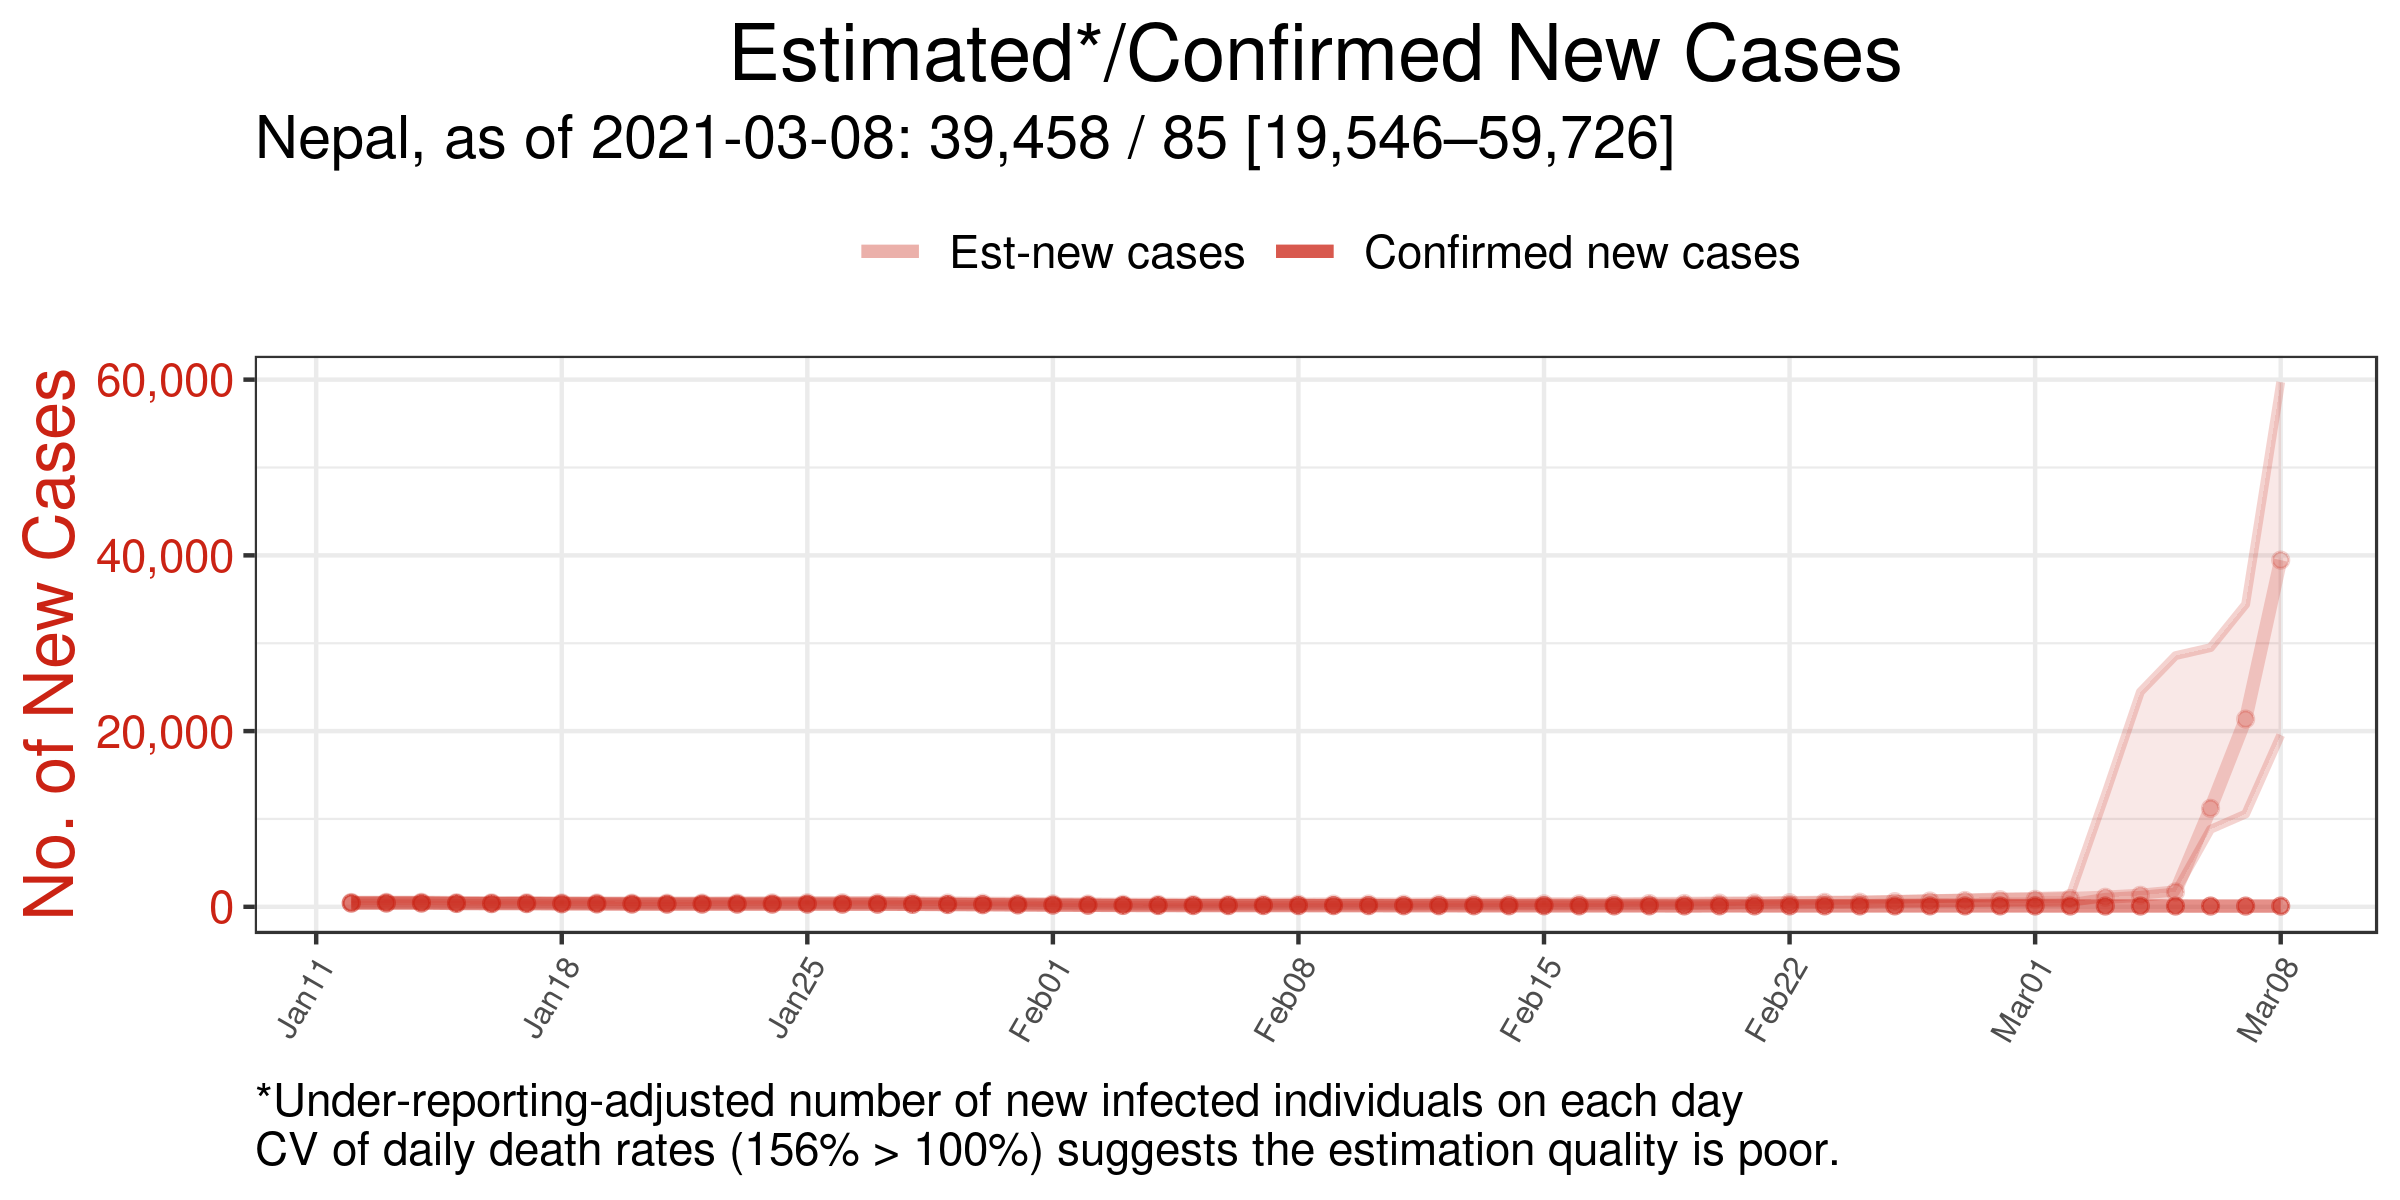 Estimated*/Confirmed New Cases
Nepal, as of 2021-03-08: 39,458 / 85 [19,546–59,726]
Est-new cases
Confirmed new cases
No. of New Cases
60,000
40,000
20,000
0
Jan11
Jan18
Jan25
Feb01
Feb08
Feb15
Feb22
Mar01
Mar08
*Under-reporting-adjusted number of new infected individuals on each day
CV of daily death rates (156% > 100%) suggests the estimation quality is poor.